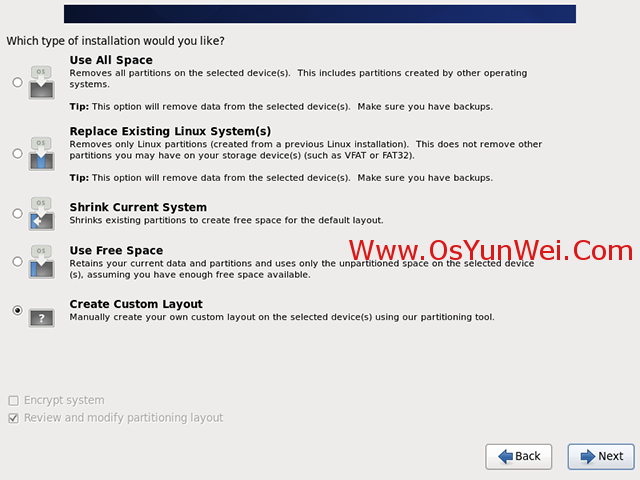 Which type of installation would you like?
Use All Space
Removes all partitions on the selected device(s).  This includes partitions created by other operating
systems.
Tip: This option will remove data from the selected device(s).  Make sure you have backups.
Replace Existing Linux System(s)
Removes only Linux partitions (created from a previous Linux installation).  This does not remove other
partitions you may have on your storage device(s) (such as VFAT or FAT32).
Tip: This option will remove data from the selected device(s).  Make sure you have backups.
Shrink Current System
Shrinks existing partitions to create free space for the default layout.
Use Free Space
Retains your current data and partitions and uses only the unpartitioned space on the selected device
(s), assuming you have enough free space available.
Www.OsYunWei.Com
Create Custom Layout
Manually create your own custom layout on the selected device(s) using our partitioning tool.
Encrypt system
Review and modify partitioning layout
Back
Next
OS
OS
OS
OS
?